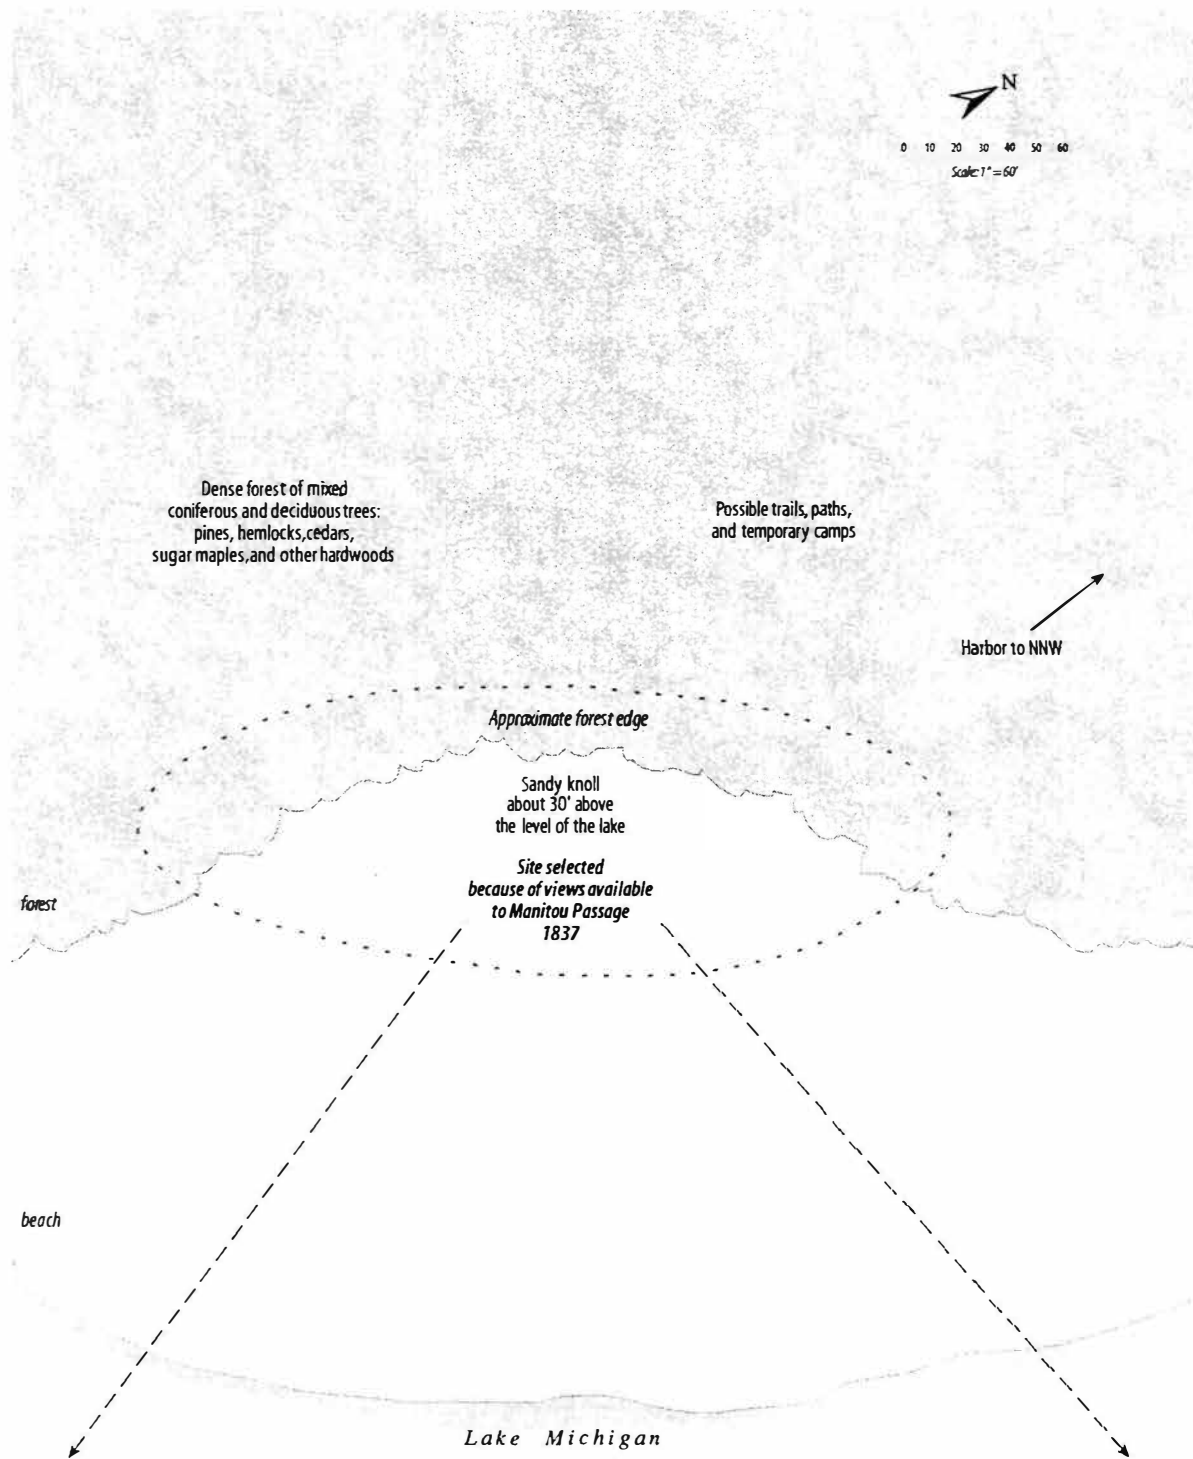 N
0 10 20 30 40 50 60
Scale: 1" = 60'
Dense forest of mixed
coniferous and deciduous trees:
pines, hemlocks, cedars,
sugar maples, and other hardwoods
Possible trails, paths,
and temporary camps
Harbor to NNW
Approximate forest edge
Sandy knoll
about 30' above
the level of the lake
Site selected
because of views available
to Manitou Passage
1837
forest
beach
Lake Michigan